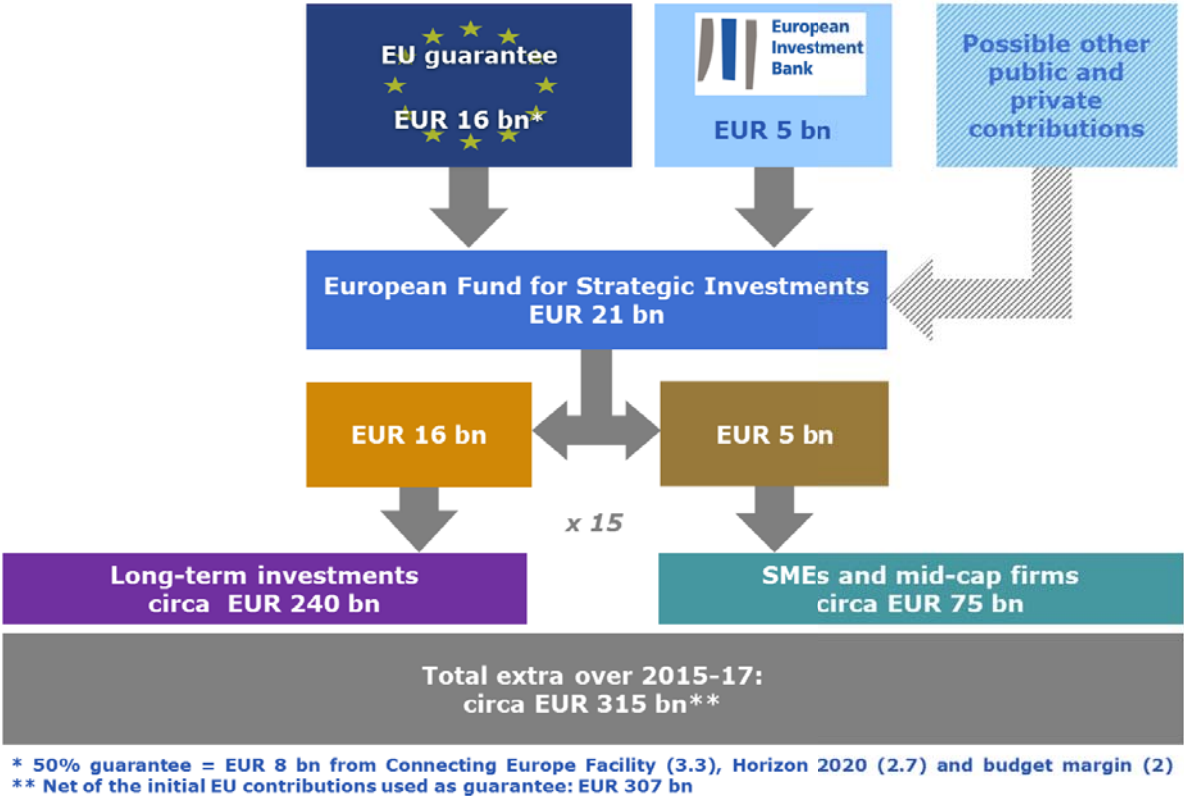 EU guarantee
EUR 16 bn*
European
Investment
Bank
EUR 5 bn
Possible other
public and
private
contributions
European Fund for Strategic Investments
EUR 21 bn
EUR 16 bn
EUR 5 bn
x 15
Long-term investments
circa EUR 240 bn
SMEs and mid-cap firms
circa EUR 75 bn
Total extra over 2015-17:
circa EUR 315 bn**
* 50% guarantee = EUR 8 bn from Connecting Europe Facility (3.3), Horizon 2020 (2.7) and budget margin (2)
** Net of the initial EU contributions used as guarantee: EUR 307 bn